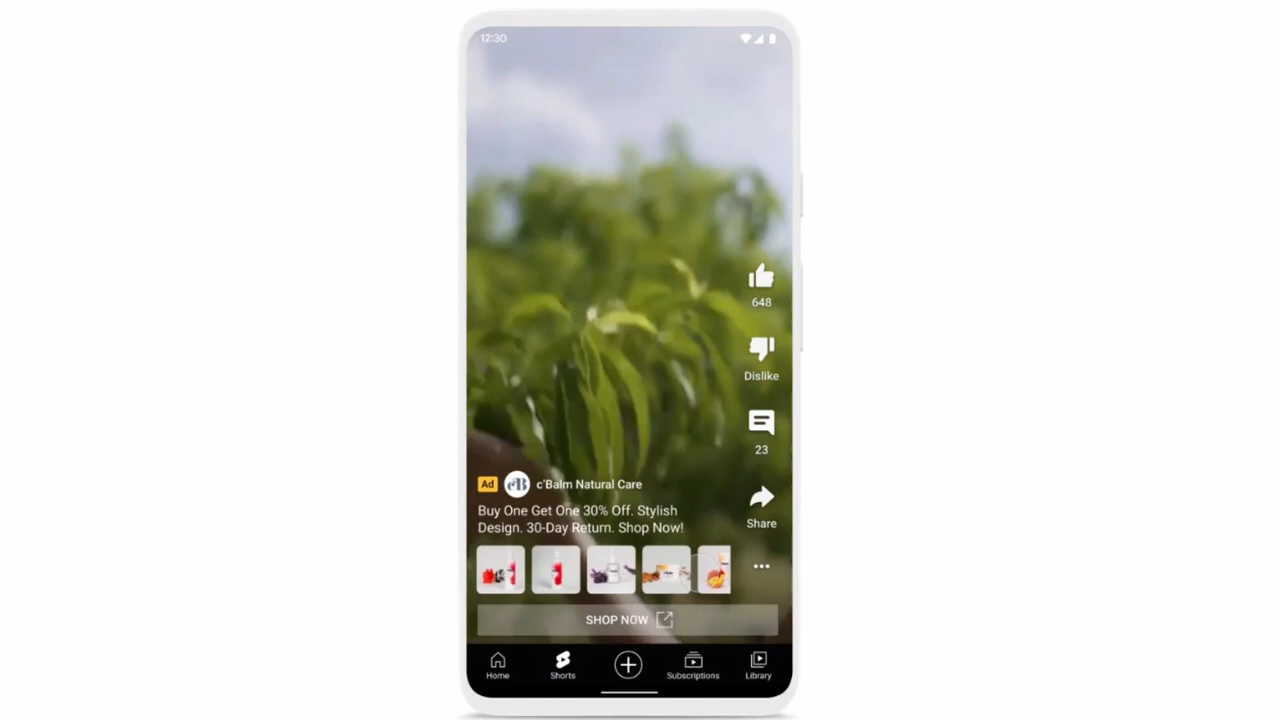 12:30
648
Dislike
23
Ad c'Balm Natural Care
Buy One Get One 30% Off. Stylish
Design. 30-Day Return. Shop Now!
Share
SHOP NOW
Home
Shorts
Subscriptions
Library